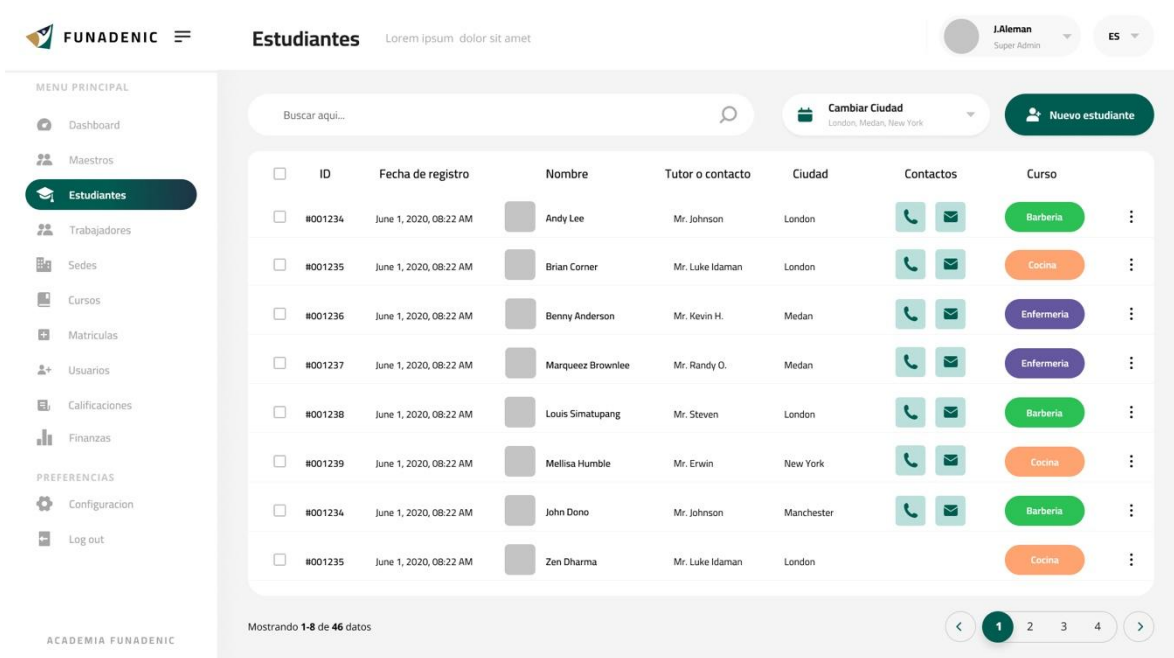 FUNADENIC
Estudiantes Lorem ipsum dolor sit amet
J.Aleman
Super Admin
ES
MENU PRINCIPAL
Dashboard
Maestros
Estudiantes
Trabajadores
Sedes
Cursos
Matriculas
Usuarios
Calificaciones
Finanzas
PREFERENCIAS
Configuracion
Log out
ACADEMIA FUNADENIC
Buscar aqui...
Cambiar Ciudad
London, Medan, New York
Nuevo estudiante
ID Fecha de registro Nombre Tutor o contacto Ciudad Contactos Curso
#001234 June 1, 2020, 08:22 AM Andy Lee Mr. Johnson London Barberia
#001235 June 1, 2020, 08:22 AM Brian Corner Mr. Luke Idaman London Cocina
#001236 June 1, 2020, 08:22 AM Benny Anderson Mr. Kevin H. Medan Enfermeria
#001237 June 1, 2020, 08:22 AM Marqueez Brownlee Mr. Randy O. Medan Enfermeria
#001238 June 1, 2020, 08:22 AM Louis Simatupang Mr. Steven London Barberia
#001239 June 1, 2020, 08:22 AM Mellisa Humble Mr. Erwin New York Cocina
#001234 June 1, 2020, 08:22 AM John Dono Mr. Johnson Manchester Barberia
#001235 June 1, 2020, 08:22 AM Zen Dharma Mr. Luke Idaman London Cocina
Mostrando 1-8 de 46 datos
1 2 3 4